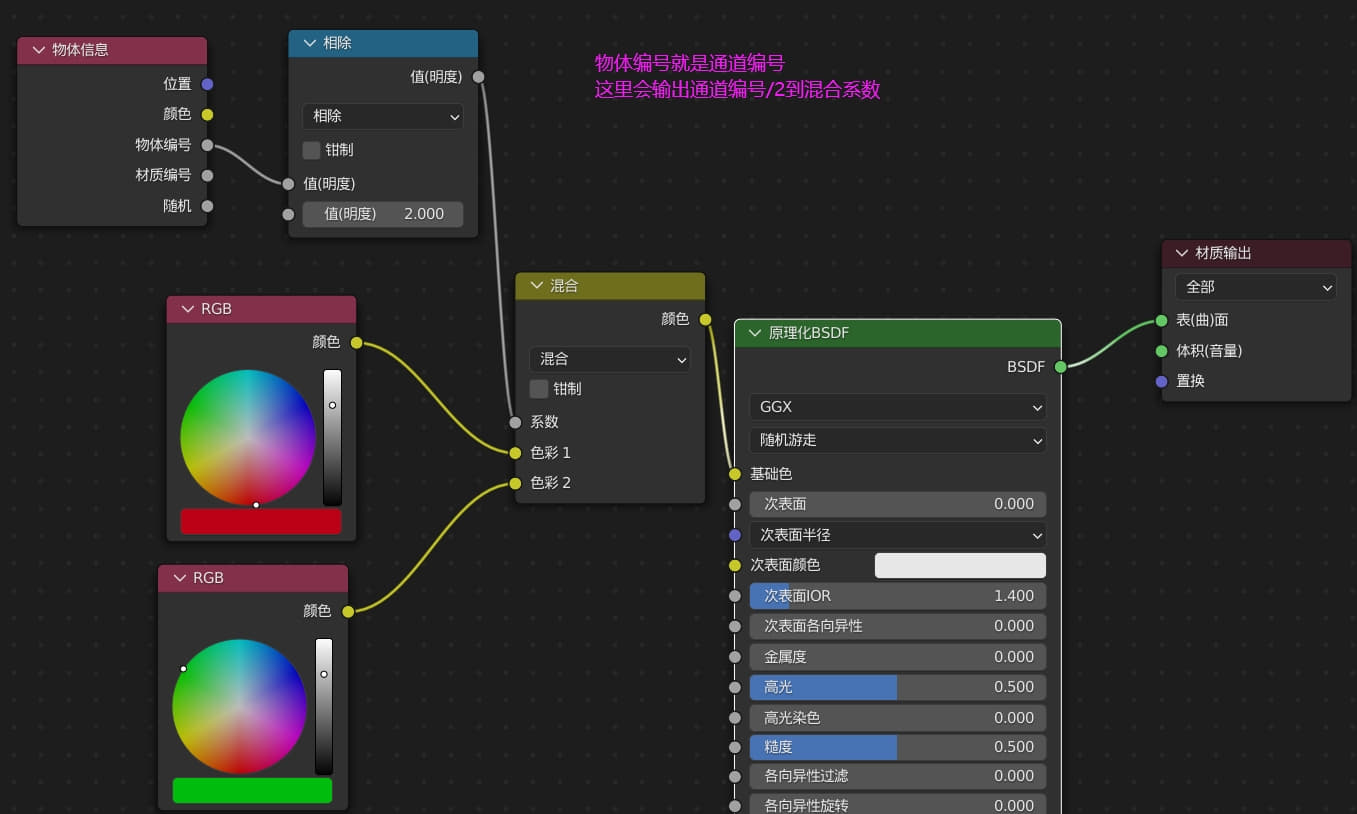 物体信息
位置
颜色
物体编号
材质编号
随机
相除
值(明度)
相除
钳制
值(明度)
值(明度) 2.000
物体编号就是通道编号
这里会输出通道编号/2到混合系数
RGB
颜色
RGB
颜色
混合
颜色
混合
钳制
系数
色彩 1
色彩 2
原理化BSDF
BSDF
GGX
随机游走
基础色
次表面 0.000
次表面半径
次表面颜色
次表面IOR 1.400
次表面各向异性 0.000
金属度 0.000
高光 0.500
高光染色 0.000
糙度 0.500
各向异性过滤 0.000
各向异性旋转 0.000
材质输出
全部
表(曲)面
体积(音量)
置换